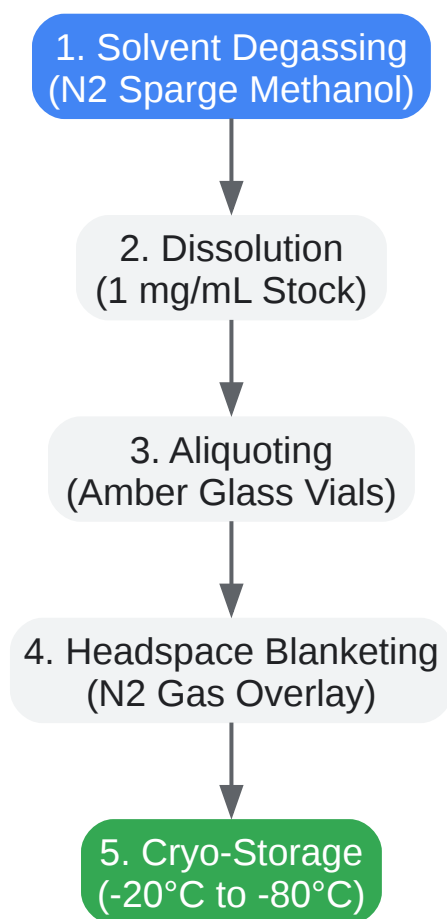 1. Solvent Degassing
(N2 Sparge Methanol)
2. Dissolution
(1 mg/mL Stock)
3. Aliquoting
(Amber Glass Vials)
4. Headspace Blanketing
(N2 Gas Overlay)
5. Cryo-Storage
(-20°C to -80°C)